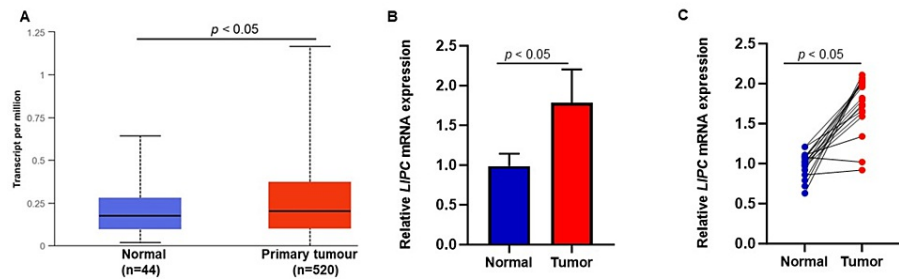 A
p < 0.05
Transcript per million
1.25
1
0.75
0.5
0.25
0
Normal
(n=44)
Primary tumour
(n=520)
B
Relative LIPC mRNA expression
p < 0.05
2.5
2.0
1.5
1.0
0.5
0.0
Normal
Tumor
C
Relative LIPC mRNA expression
p < 0.05
2.5
2.0
1.5
1.0
0.5
0.0
Normal
Tumor